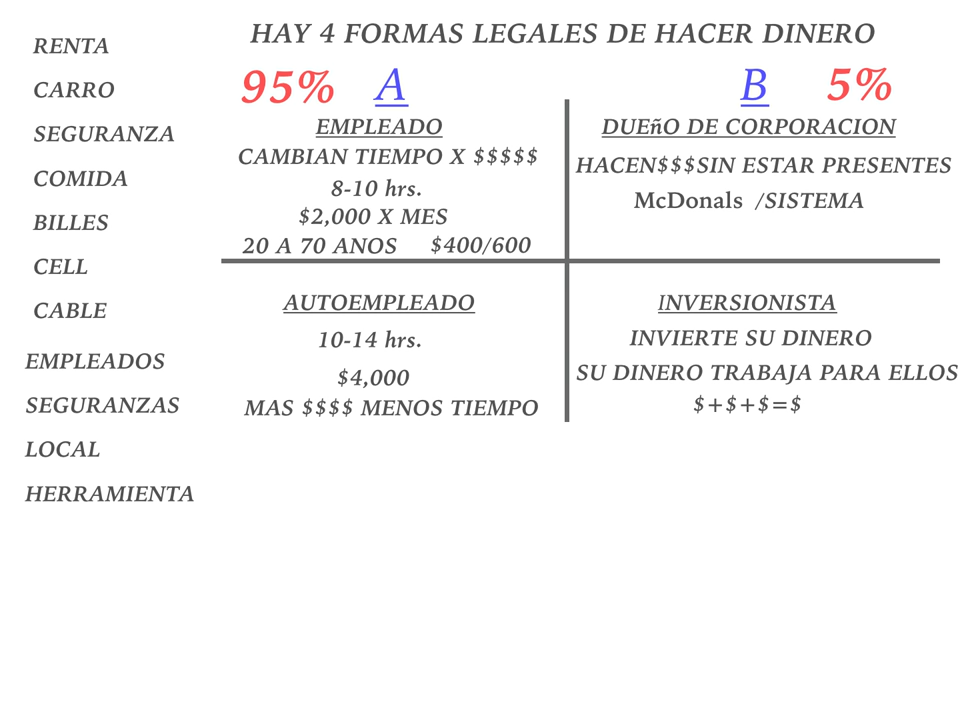 HAY 4 FORMAS LEGALES DE HACER DINERO
RENTA
CARRO
SEGURANZA
COMIDA
BILLES
CELL
CABLE
EMPLEADOS
SEGURANZAS
LOCAL
HERRAMIENTA
95% A
EMPLEADO
CAMBIAN TIEMPO X $$$$$
8-10 hrs.
$2,000 X MES
20 A 70 ANOS $400/600
B 5%
DUEñO DE CORPORACION
HACEN$$$SIN ESTAR PRESENTES
McDonals /SISTEMA
AUTOEMPLEADO
10-14 hrs.
$4,000
MAS $$$$ MENOS TIEMPO
INVERSIONISTA
INVIERTE SU DINERO
SU DINERO TRABAJA PARA ELLOS
$+$+$=$